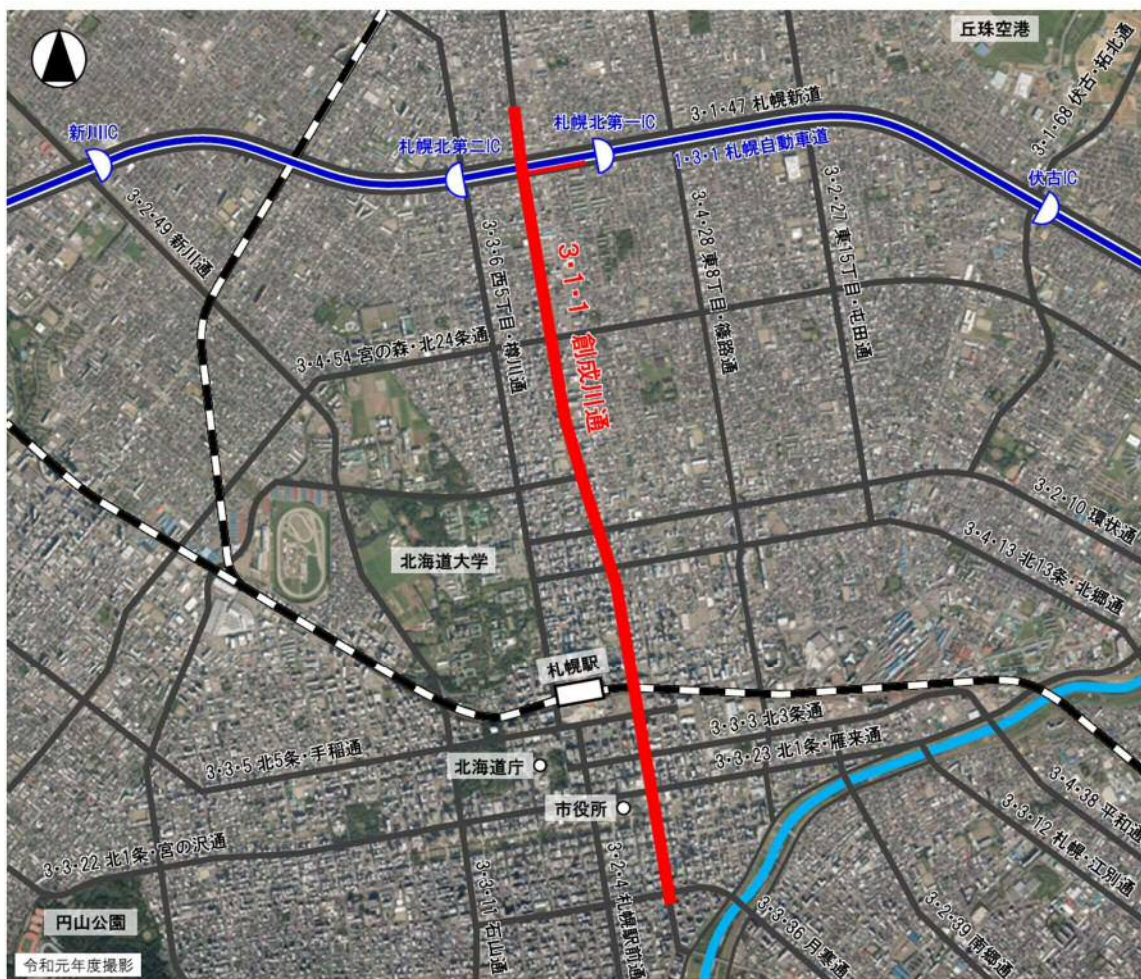 丘珠空港
3・1・68 伏古・拓北通
3・1・47 札幌新道
新川IC
札幌北第二IC
札幌北第一IC
1・3・1 札幌自動車道
伏古IC
3・2・49 新川通
3・3・6 西5丁目・樽川通
3・4・28 東8丁目・篠路通
3・2・27 東15丁目・屯田通
3・1・1 創成川通
3・4・54 宮の森・北24条通
3・2・10 環状通
3・4・13 北13条・北郷通
北海道大学
札幌駅
3・3・3 北3条通
3・3・5 北5条・手稲通
3・3・23 北1条・雁来通
北海道庁
市役所
3・4・38 平和通
3・3・12 札幌・江別通
3・3・22 北1条・宮の沢通
3・3・11 石山通
3・2・4 札幌駅前通
3・3・36 月寒通
3・2・39 南郷通
円山公園
令和元年度撮影